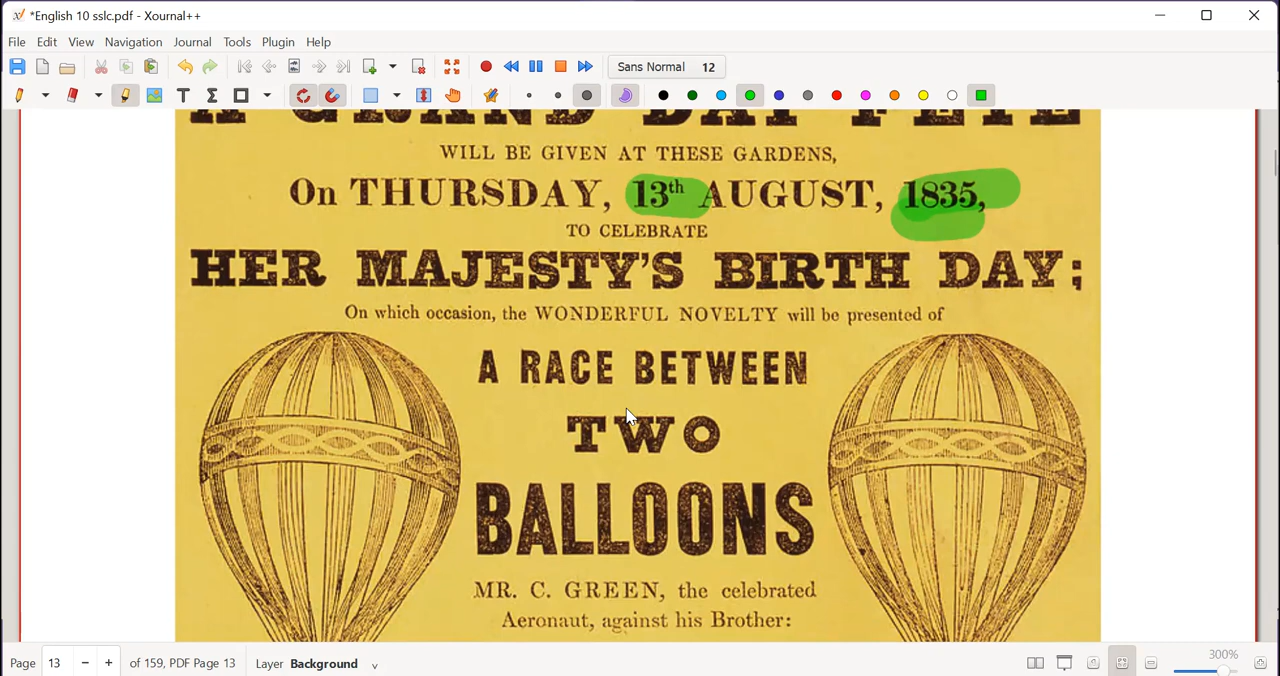 *English 10 sslc.pdf - Xournal++
File Edit View Navigation Journal Tools Plugin Help
Sans Normal 12
A GRAND DAY FETE
WILL BE GIVEN AT THESE GARDENS,
On THURSDAY, 13th AUGUST, 1835,
TO CELEBRATE
HER MAJESTY'S BIRTH DAY;
On which occasion, the WONDERFUL NOVELTY will be presented of
A RACE BETWEEN
TWO
BALLOONS
MR. C. GREEN, the celebrated
Aeronaut, against his Brother:
Page 13 of 159, PDF Page 13 Layer Background 300%